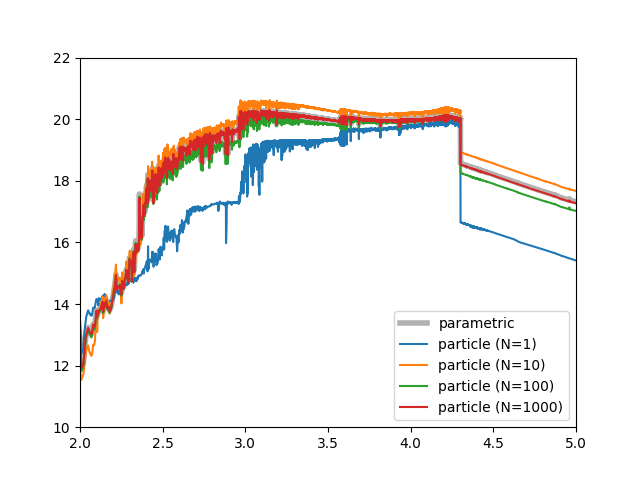 22
20
18
16
14
12
10
2.0 2.5 3.0 3.5 4.0 4.5 5.0
parametric
particle (N=1)
particle (N=10)
particle (N=100)
particle (N=1000)